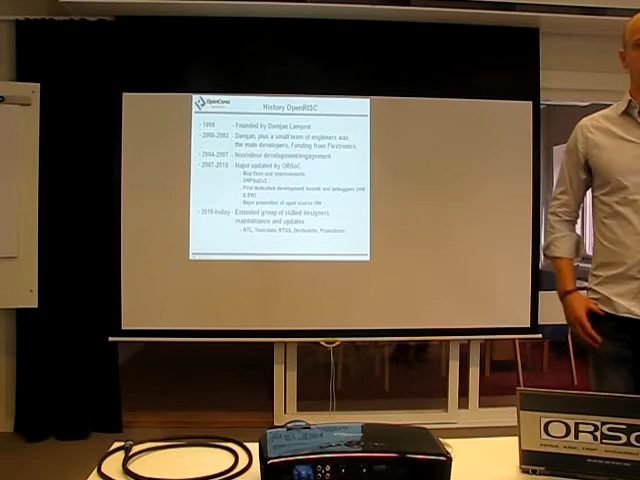 OpenCores
History OpenRISC
- 1999 - Founded by Damjan Lampret
- 2000-2003 - Damjan, plus a small team of engineers was
the main developers. Funding from Flextronics
- 2004-2007 - Non/minor development/engagement
- 2007-2010 - Major updated by ORSoC
- Bug fixes and improvements
- ORPSoCv2
- First dedicated development boards and debuggers (HW
& SW)
- Major promotion of open source HW
- 2010-today - Extended group of skilled designers
maintainance and updates
- RTL, Toolchain, RTOS, Devboards, Promotions
ORSo